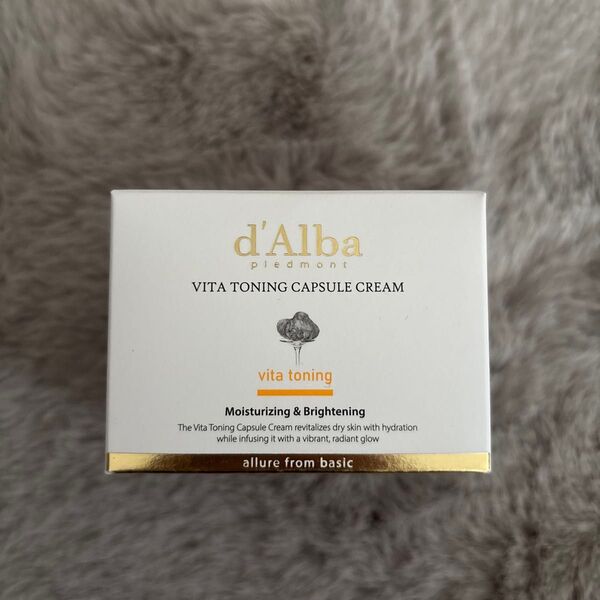 d'Alba
piedmont
VITA TONING CAPSULE CREAM
vita toning
Moisturizing & Brightening
The Vita Toning Capsule Cream revitalizes dry skin with hydration
while infusing it with a vibrant, radiant glow
allure from basic